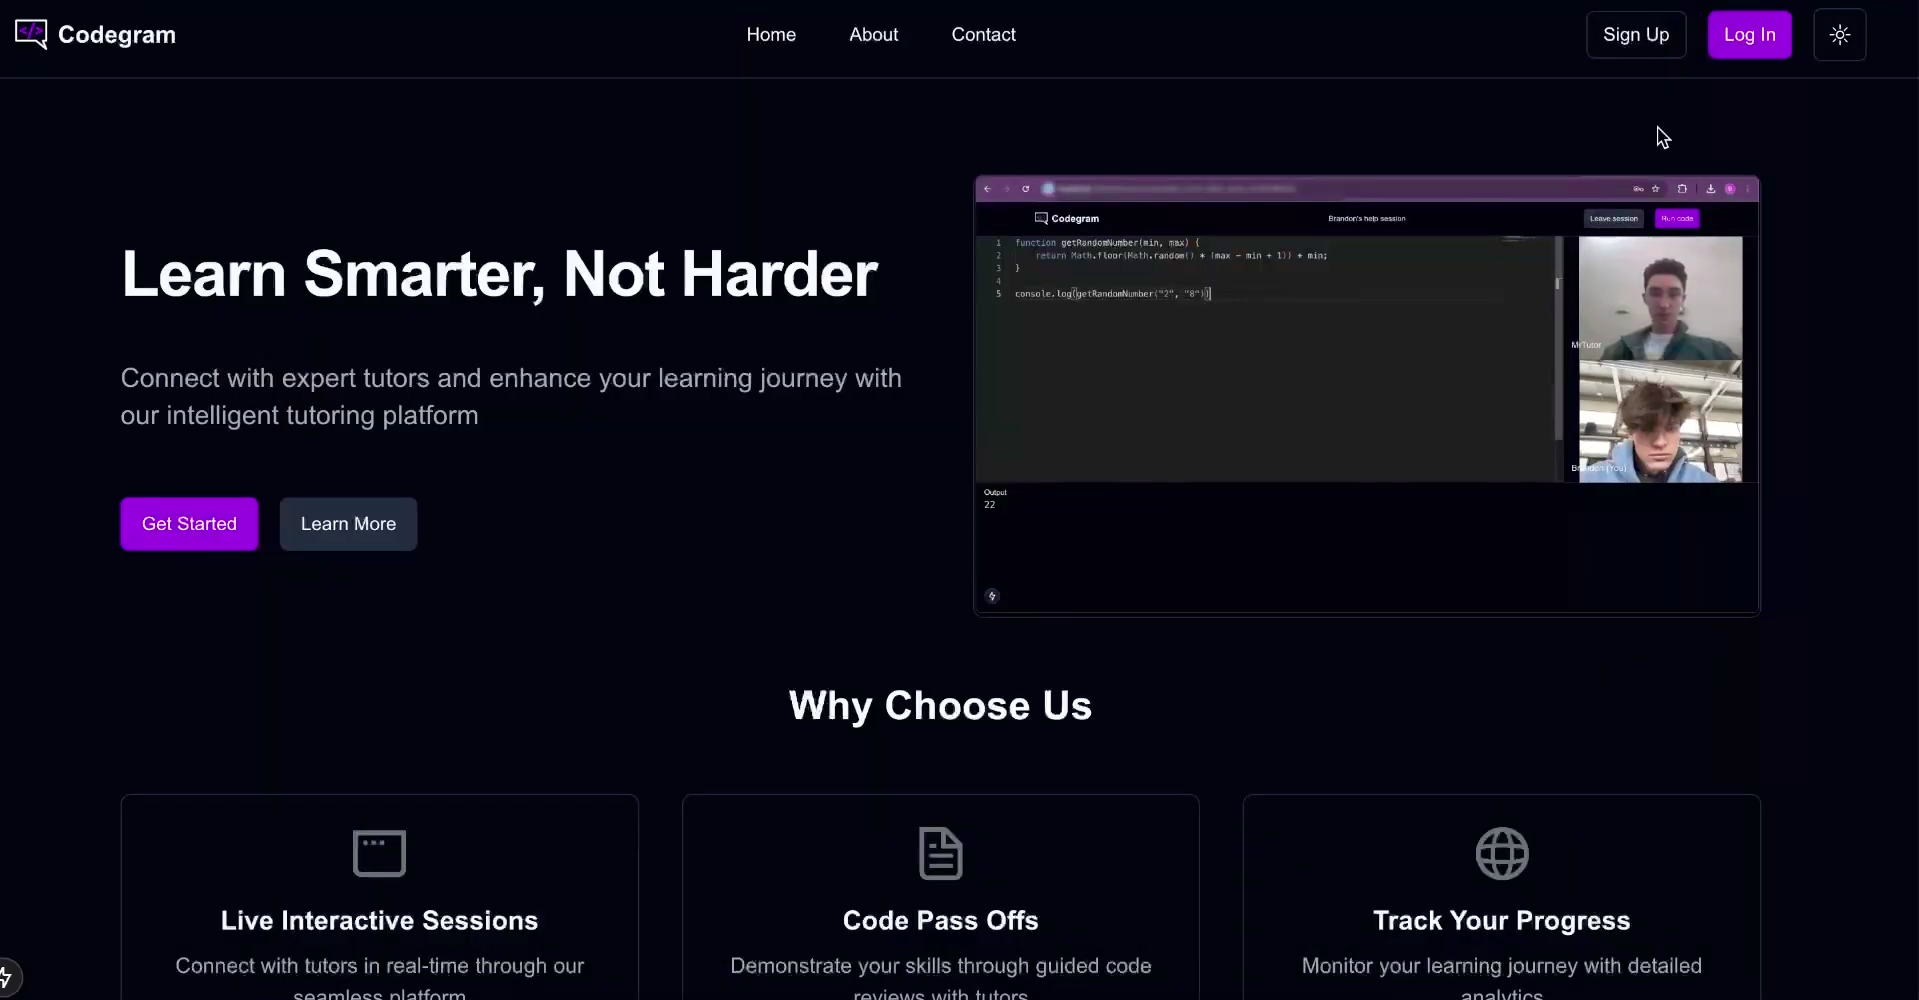 Codegram
Home
About
Contact
Sign Up
Log In
Learn Smarter, Not Harder
Connect with expert tutors and enhance your learning journey with
our intelligent tutoring platform
Get Started
Learn More
Codegram
Brandon's help session
Leave session
Run code
1 function getRandomNumber(min, max) {
2 return Math.floor(Math.random() * (max - min + 1)) + min;
3 }
4
5 console.log(getRandomNumber("2", "8"))
MrTutor
Brandon (You)
Output
22
Why Choose Us
Live Interactive Sessions
Connect with tutors in real-time through our
seamless platform
Code Pass Offs
Demonstrate your skills through guided code
reviews with tutors
Track Your Progress
Monitor your learning journey with detailed
analytics